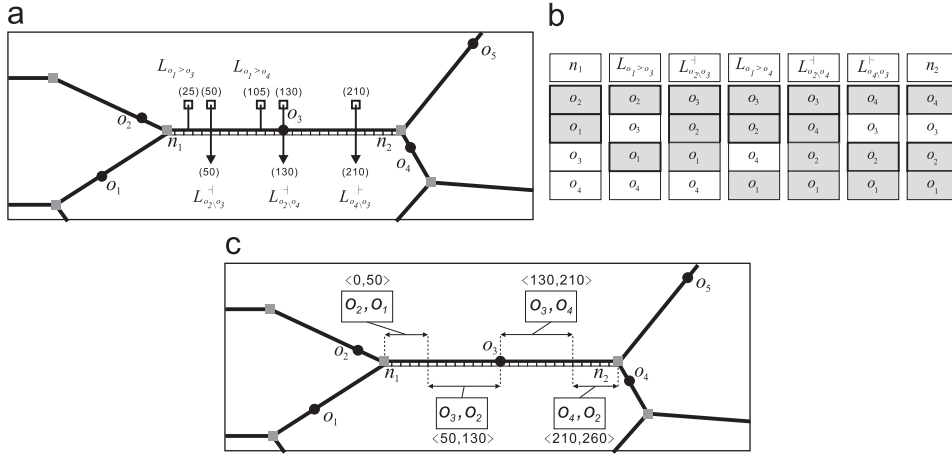 a
b
o₅
L_{o₁>o₃} L_{o₁>o₄}
(25) (50) (105) (130) (210)
o₂ o₃
n₁ n₂
o₄
o₁
(50) (130) (210)
L⊣_{o₂\o₃} L⊣_{o₂\o₄} L⊢_{o₄\o₃}
n₁ L_{o₁>o₃} L⊣_{o₂\o₃} L_{o₁>o₄} L⊣_{o₂\o₄} L⊢_{o₄\o₃} n₂
o₂ o₂ o₃ o₃ o₃ o₄ o₄
o₁ o₃ o₂ o₂ o₄ o₃ o₃
o₃ o₁ o₁ o₄ o₂ o₂ o₂
o₄ o₄ o₄ o₁ o₁ o₁ o₁
c
<0,50> <130,210>
o₂, o₁ o₃, o₄
o₅
o₂ o₃
n₁ n₂ o₄
o₁ o₃, o₂ o₄, o₂
<50,130> <210,260>